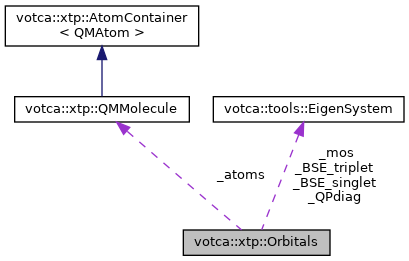 votca::xtp::AtomContainer
< QMAtom >
votca::xtp::QMMolecule
votca::tools::EigenSystem
_atoms
_mos
_BSE_triplet
_BSE_singlet
_QPdiag
votca::xtp::Orbitals